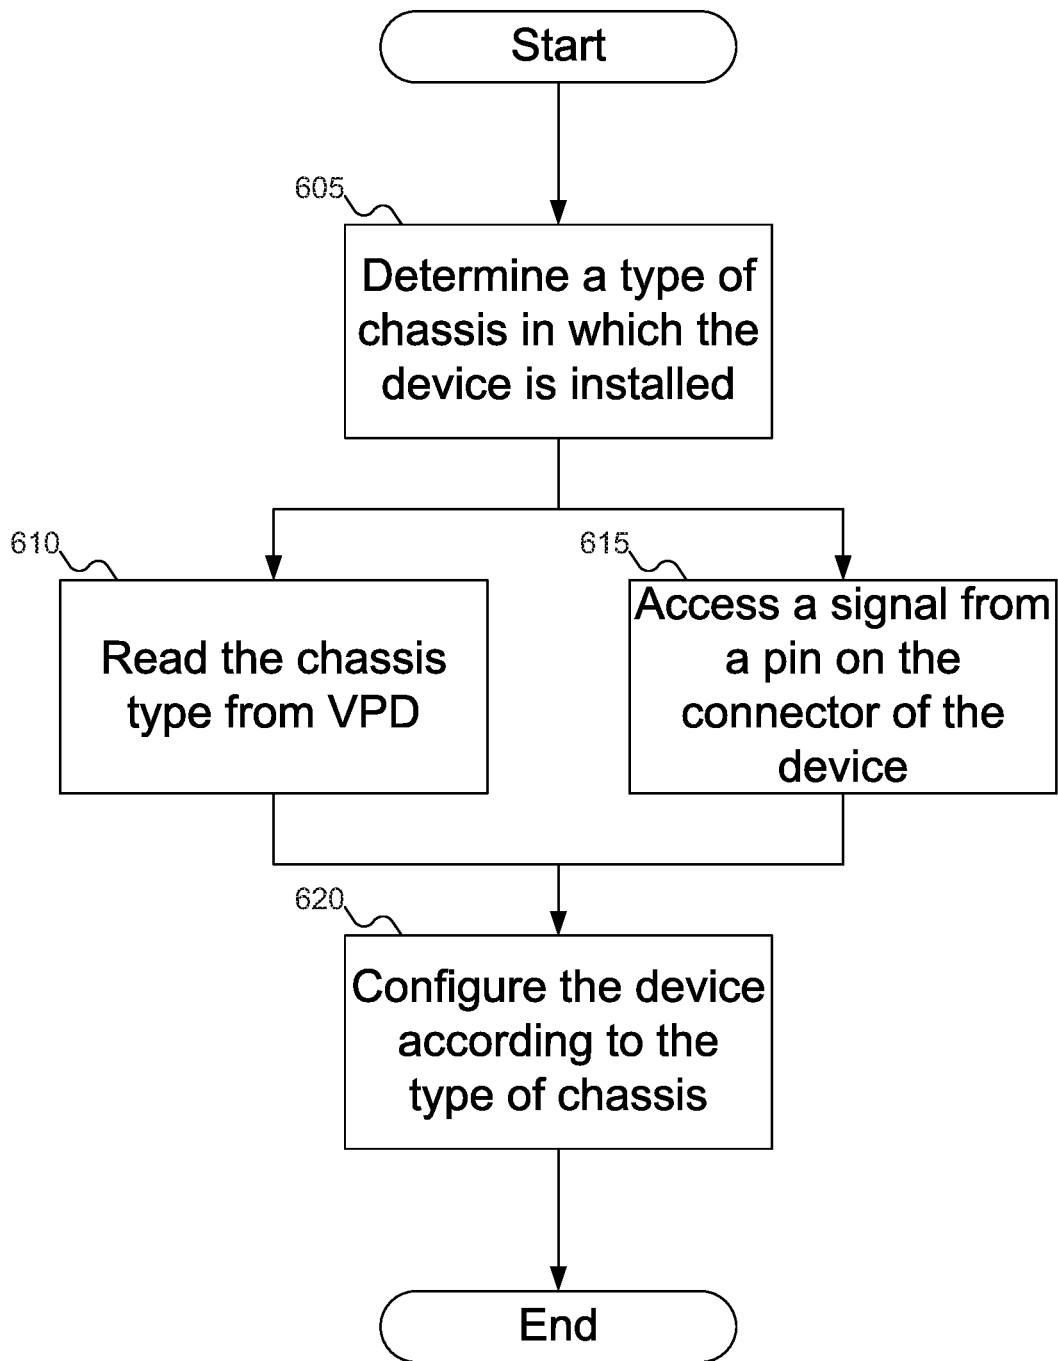 Start
605
Determine a type of
chassis in which the
device is installed
610
Read the chassis
type from VPD
615
Access a signal from
a pin on the
connector of the
device
620
Configure the device
according to the
type of chassis
End